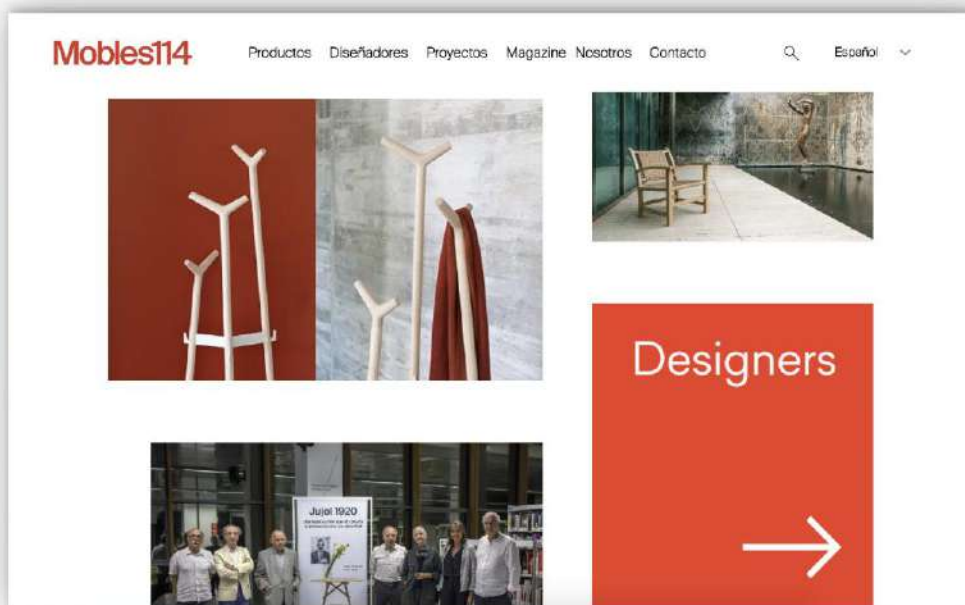 Mobles114
Productos Diseñadores Proyectos Magazine Nosotros Contacto Español
Designers
Jujol 1920